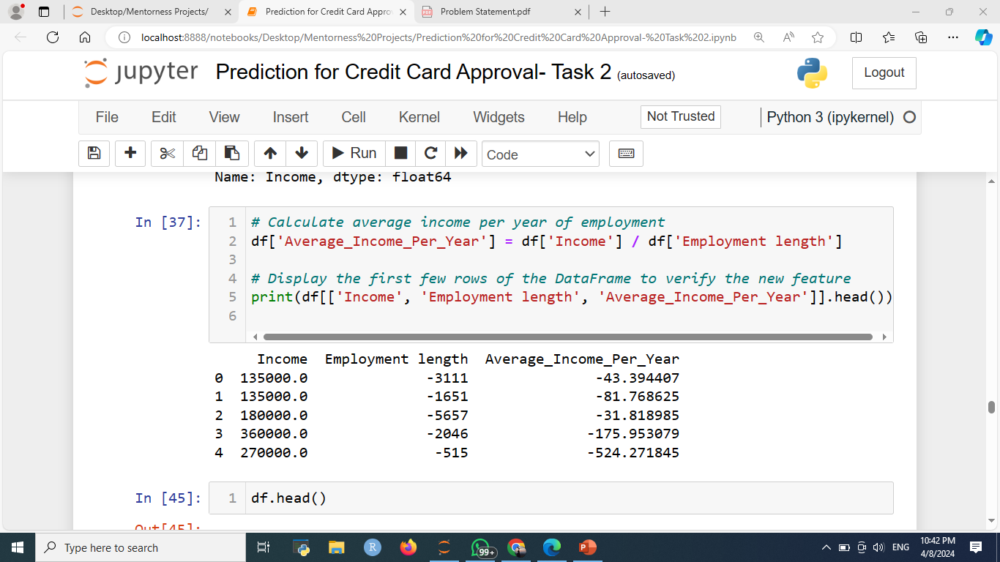 Desktop/Mentorness Projects/
Prediction for Credit Card Approv
Problem Statement.pdf
localhost:8888/notebooks/Desktop/Mentorness%20Projects/Prediction%20for%20Credit%20Card%20Approval-%20Task%202.ipynb
jupyter Prediction for Credit Card Approval- Task 2 (autosaved)
Logout
File Edit View Insert Cell Kernel Widgets Help Not Trusted Python 3 (ipykernel)
Run Code
Name: Income, dtype: float64
In [37]:
1 # Calculate average income per year of employment
2 df['Average_Income_Per_Year'] = df['Income'] / df['Employment length']
3
4 # Display the first few rows of the DataFrame to verify the new feature
5 print(df[['Income', 'Employment length', 'Average_Income_Per_Year']].head())
6
Income Employment length Average_Income_Per_Year
0 135000.0 -3111 -43.394407
1 135000.0 -1651 -81.768625
2 180000.0 -5657 -31.818985
3 360000.0 -2046 -175.953079
4 270000.0 -515 -524.271845
In [45]: 1 df.head()
Out[45]:
Type here to search
R
99+
P
ENG
10:42 PM
4/8/2024